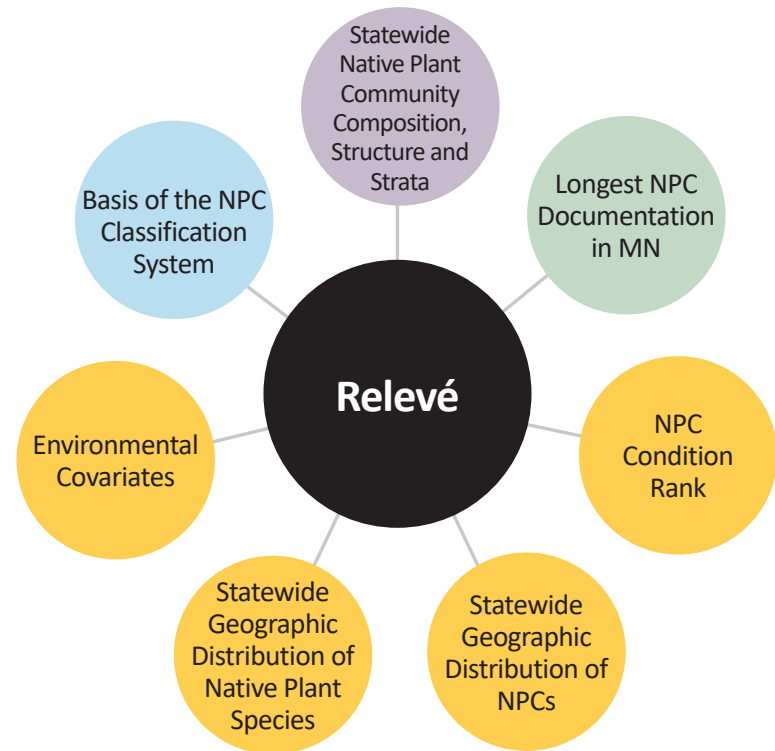 Statewide
Native Plant
Community
Composition,
Structure and
Strata
Basis of the NPC
Classification
System
Longest NPC
Documentation
in MN
Relevé
Environmental
Covariates
NPC
Condition
Rank
Statewide
Geographic
Distribution of
Native Plant
Species
Statewide
Geographic
Distribution of
NPCs